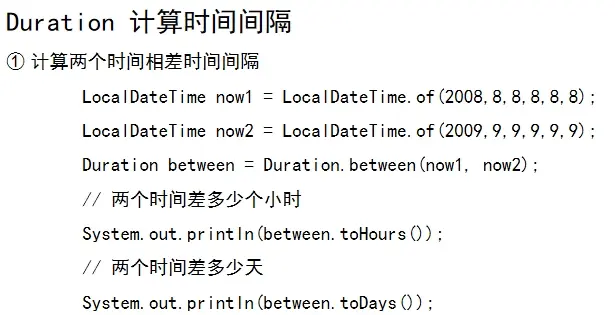 Duration 计算时间间隔
① 计算两个时间相差时间间隔
LocalDateTime now1 = LocalDateTime.of(2008,8,8,8,8,8);
LocalDateTime now2 = LocalDateTime.of(2009,9,9,9,9,9);
Duration between = Duration.between(now1, now2);
// 两个时间差多少个小时
System.out.println(between.toHours());
// 两个时间差多少天
System.out.println(between.toDays());